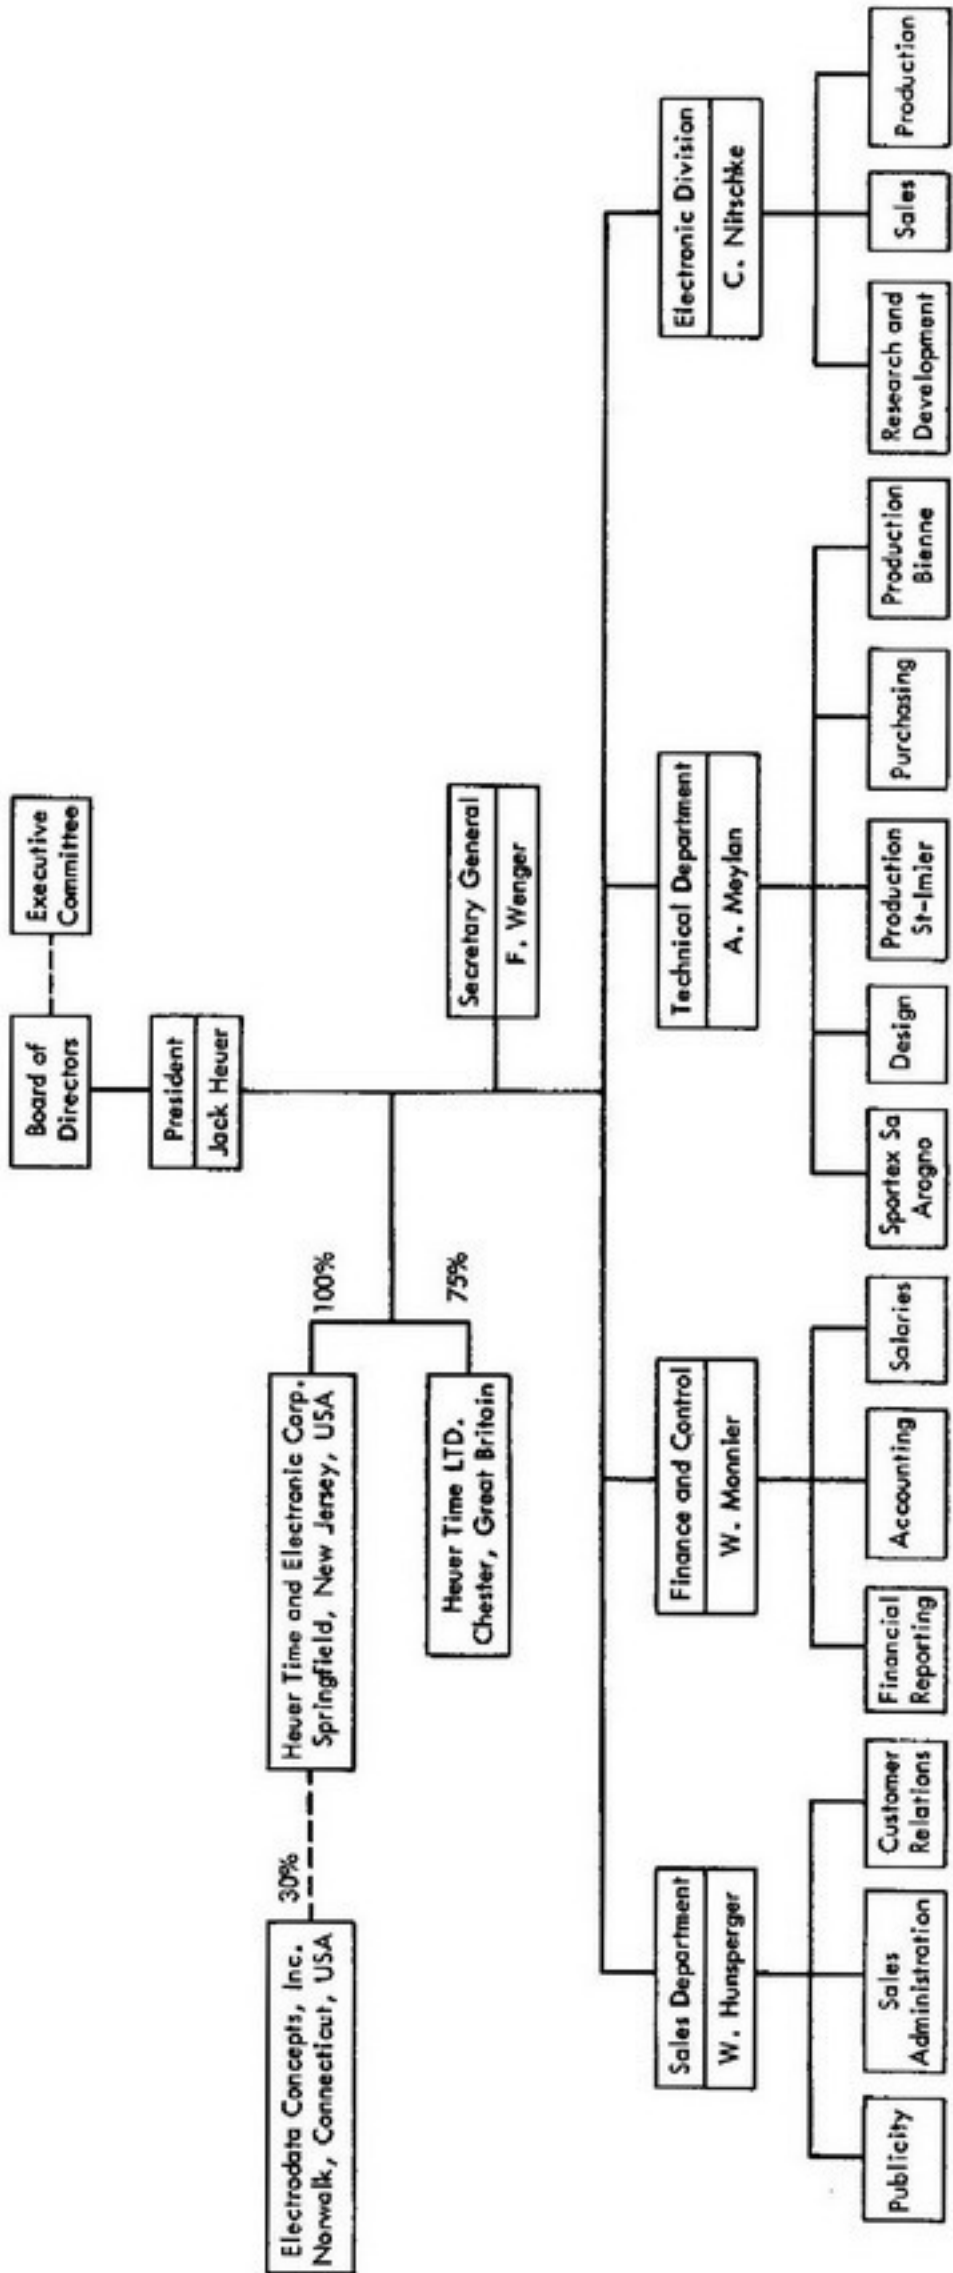 Board of
Directors
Executive
Committee
President
Jack Heuer
Electrodata Concepts, Inc.
Norwalk, Connecticut, USA
30%
Heuer Time and Electronic Corp.
Springfield, New Jersey, USA
100%
Heuer Time LTD.
Chester, Great Britain
75%
Secretary General
F. Wenger
Sales Department
W. Hunsperger
Finance and Control
W. Monnier
Technical Department
A. Meylan
Electronic Division
C. Nitschke
Publicity
Sales
Administration
Customer
Relations
Financial
Reporting
Accounting
Salaries
Sportex Sa
Arogno
Design
Production
St-Imier
Purchasing
Production
Bienne
Research and
Development
Sales
Production